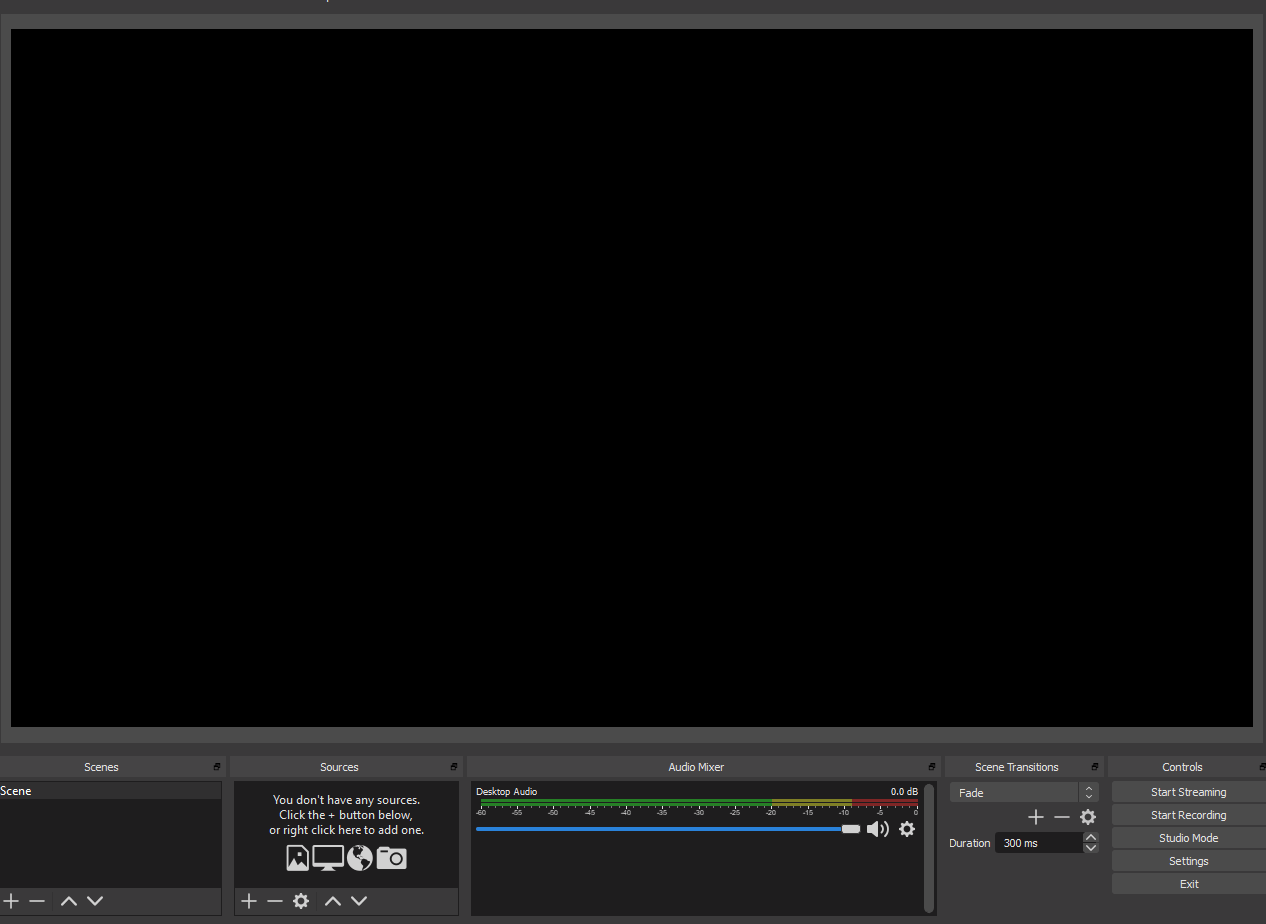 Scenes
Sources
Audio Mixer
Scene Transitions
Controls
Scene
You don't have any sources.
Click the + button below,
or right click here to add one.
Desktop Audio 0.0 dB
-60 -55 -50 -45 -40 -35 -30 -25 -20 -15 -10 -5 0
Fade
Duration 300 ms
Start Streaming
Start Recording
Studio Mode
Settings
Exit